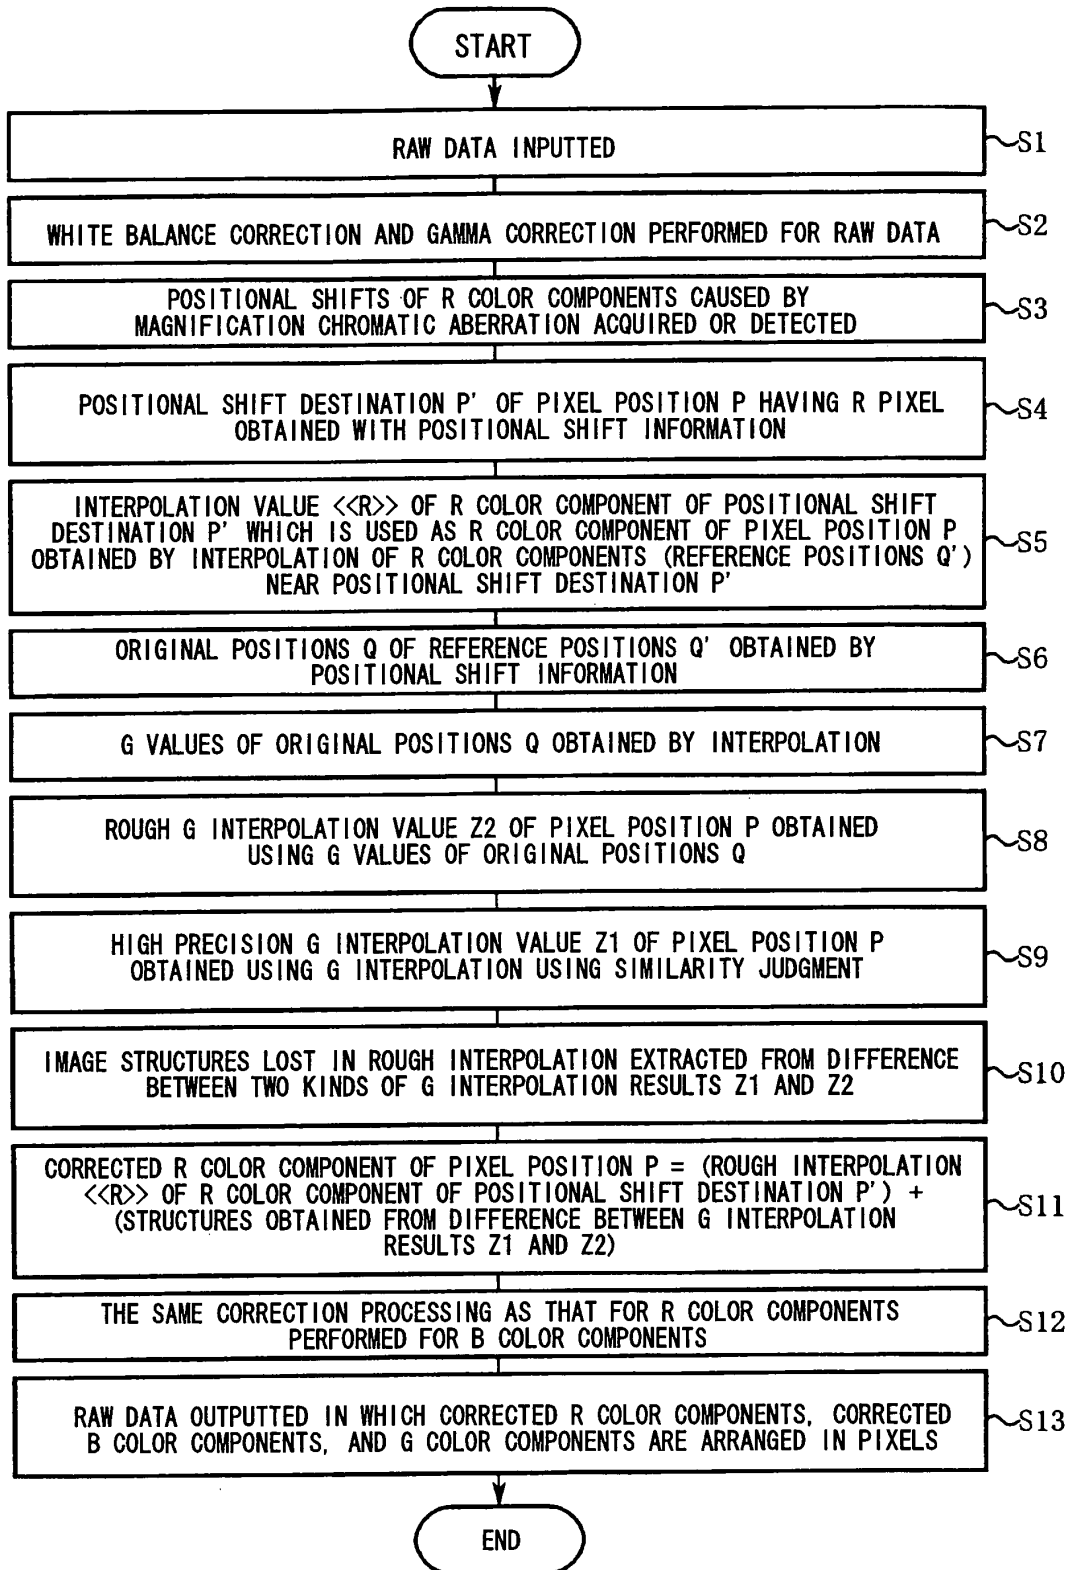 START
RAW DATA INPUTTED
S1
WHITE BALANCE CORRECTION AND GAMMA CORRECTION PERFORMED FOR RAW DATA
S2
POSITIONAL SHIFTS OF R COLOR COMPONENTS CAUSED BY
MAGNIFICATION CHROMATIC ABERRATION ACQUIRED OR DETECTED
S3
POSITIONAL SHIFT DESTINATION P' OF PIXEL POSITION P HAVING R PIXEL
OBTAINED WITH POSITIONAL SHIFT INFORMATION
S4
INTERPOLATION VALUE <<R>> OF R COLOR COMPONENT OF POSITIONAL SHIFT
DESTINATION P' WHICH IS USED AS R COLOR COMPONENT OF PIXEL POSITION P
OBTAINED BY INTERPOLATION OF R COLOR COMPONENTS (REFERENCE POSITIONS Q')
NEAR POSITIONAL SHIFT DESTINATION P'
S5
ORIGINAL POSITIONS Q OF REFERENCE POSITIONS Q' OBTAINED BY
POSITIONAL SHIFT INFORMATION
S6
G VALUES OF ORIGINAL POSITIONS Q OBTAINED BY INTERPOLATION
S7
ROUGH G INTERPOLATION VALUE Z2 OF PIXEL POSITION P OBTAINED
USING G VALUES OF ORIGINAL POSITIONS Q
S8
HIGH PRECISION G INTERPOLATION VALUE Z1 OF PIXEL POSITION P
OBTAINED USING G INTERPOLATION USING SIMILARITY JUDGMENT
S9
IMAGE STRUCTURES LOST IN ROUGH INTERPOLATION EXTRACTED FROM DIFFERENCE
BETWEEN TWO KINDS OF G INTERPOLATION RESULTS Z1 AND Z2
S10
CORRECTED R COLOR COMPONENT OF PIXEL POSITION P = (ROUGH INTERPOLATION
<<R>> OF R COLOR COMPONENT OF POSITIONAL SHIFT DESTINATION P') +
(STRUCTURES OBTAINED FROM DIFFERENCE BETWEEN G INTERPOLATION
RESULTS Z1 AND Z2)
S11
THE SAME CORRECTION PROCESSING AS THAT FOR R COLOR COMPONENTS
PERFORMED FOR B COLOR COMPONENTS
S12
RAW DATA OUTPUTTED IN WHICH CORRECTED R COLOR COMPONENTS, CORRECTED
B COLOR COMPONENTS, AND G COLOR COMPONENTS ARE ARRANGED IN PIXELS
S13
END